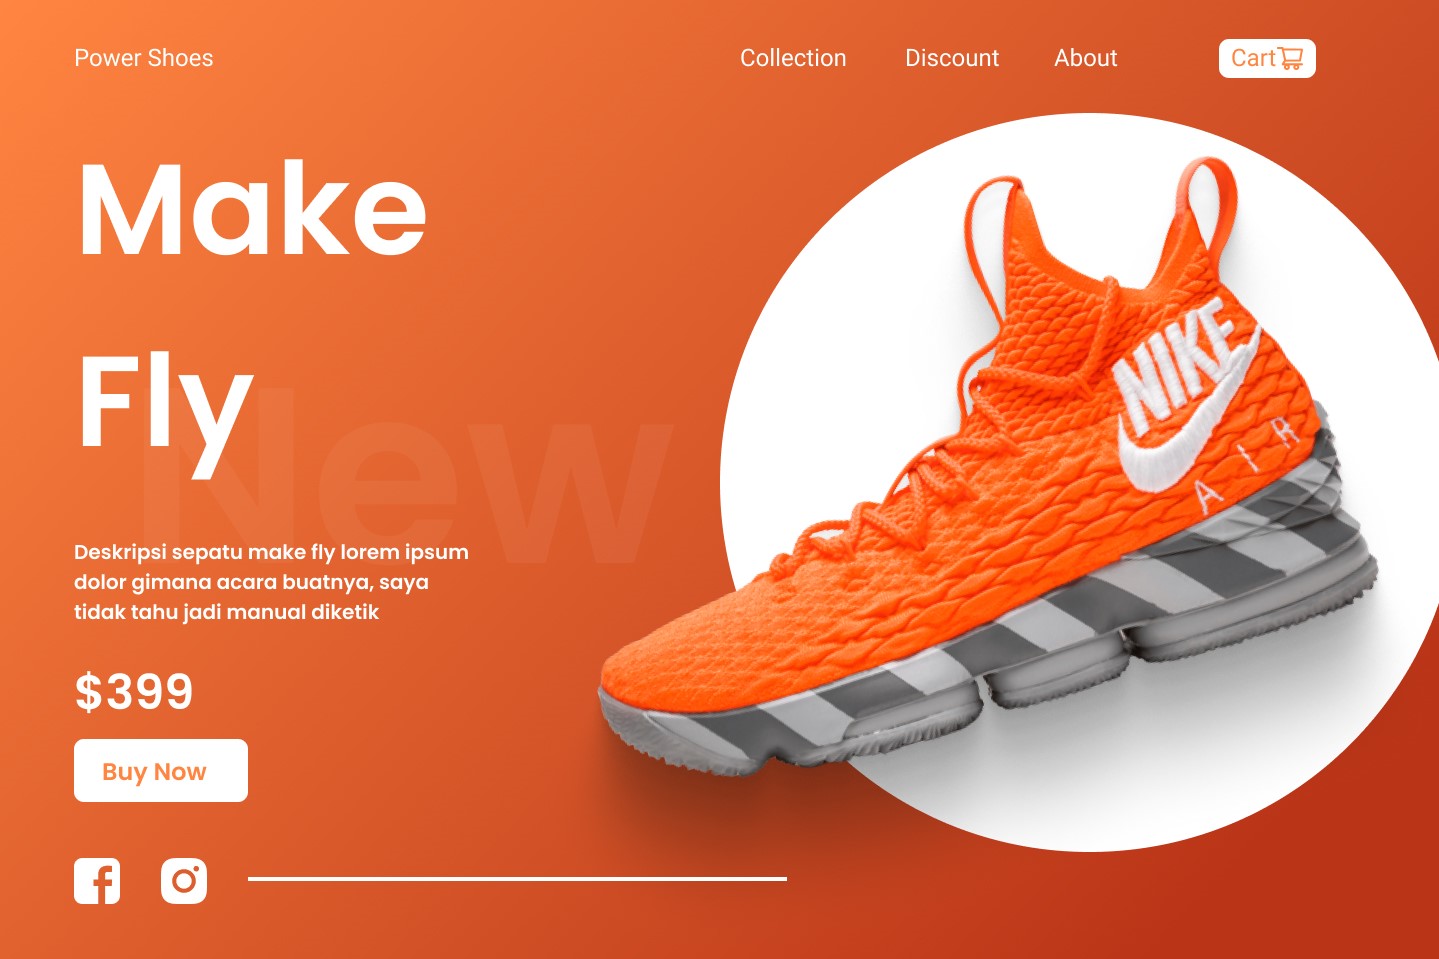 Power Shoes
Collection
Discount
About
Cart
Make
Fly
New
Deskripsi sepatu make fly lorem ipsum
dolor gimana acara buatnya, saya
tidak tahu jadi manual diketik
$399
Buy Now
NIKE
AIR